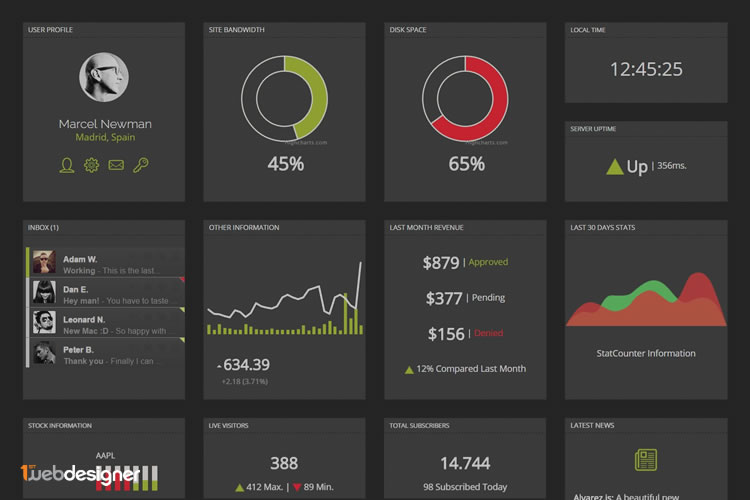 USER PROFILE
Marcel Newman
Madrid, Spain
SITE BANDWIDTH
highcharts.com
45%
DISK SPACE
highcharts.com
65%
LOCAL TIME
12:45:25
SERVER UPTIME
Up | 356ms.
INBOX (1)
Adam W.
Working - This is the last...
Dan E.
Hey man! - You have to taste ...
Leonard N.
New Mac :D - So happy with ...
Peter B.
Thank you - Finally I can ...
OTHER INFORMATION
634.39
+2.18 (3.71%)
LAST MONTH REVENUE
$879 | Approved
$377 | Pending
$156 | Denied
12% Compared Last Month
LAST 30 DAYS STATS
StatCounter Information
STOCK INFORMATION
AAPL
1stwebdesigner
LIVE VISITORS
388
412 Max. | 89 Min.
TOTAL SUBSCRIBERS
14.744
98 Subscribed Today
LATEST NEWS
Alvarez is: A beautiful new